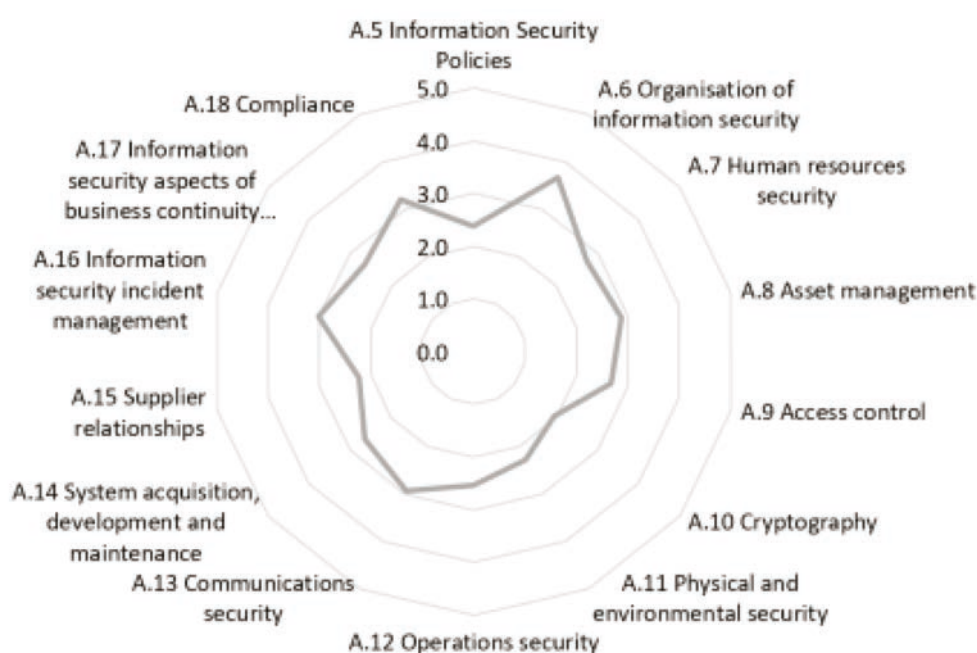 A.5 Information Security
Policies
5.0
4.0
3.0
2.0
1.0
0.0
A.6 Organisation of
information security
A.7 Human resources
security
A.8 Asset management
A.9 Access control
A.10 Cryptography
A.11 Physical and
environmental security
A.12 Operations security
A.13 Communications
security
A.14 System acquisition,
development and
maintenance
A.15 Supplier
relationships
A.16 Information
security incident
management
A.17 Information
security aspects of
business continuity...
A.18 Compliance